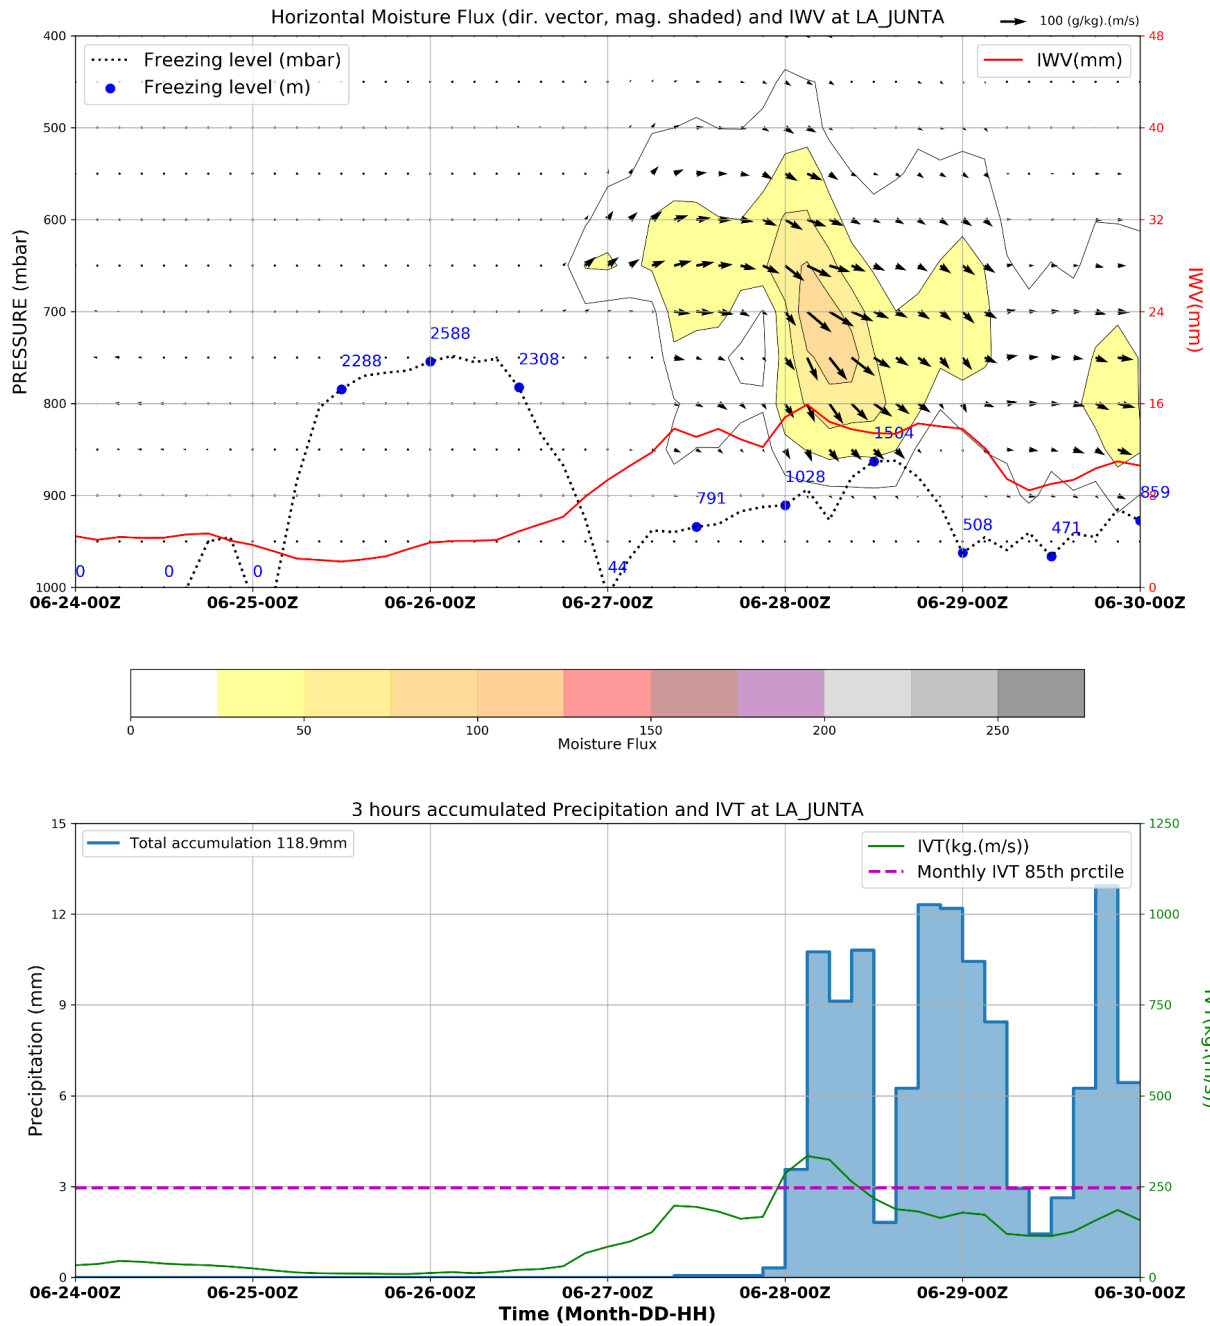 Horizontal Moisture Flux (dir. vector, mag. shaded) and IWV at LA_JUNTA
100 (g/kg).(m/s)
Freezing level (mbar)
Freezing level (m)
IWV(mm)
400
500
600
700
800
900
1000
PRESSURE (mbar)
48
40
32
24
16
8
0
IWV(mm)
0
0
0
2288
2588
2308
44
791
1028
1504
508
471
859
06-24-00Z
06-25-00Z
06-26-00Z
06-27-00Z
06-28-00Z
06-29-00Z
06-30-00Z
0
50
100
150
200
250
Moisture Flux
3 hours accumulated Precipitation and IVT at LA_JUNTA
Total accumulation 118.9mm
IVT(kg.(m/s))
Monthly IVT 85th prctile
15
12
9
6
3
0
Precipitation (mm)
1250
1000
750
500
250
0
IVT(kg.(m/s))
06-24-00Z
06-25-00Z
06-26-00Z
06-27-00Z
06-28-00Z
06-29-00Z
06-30-00Z
Time (Month-DD-HH)